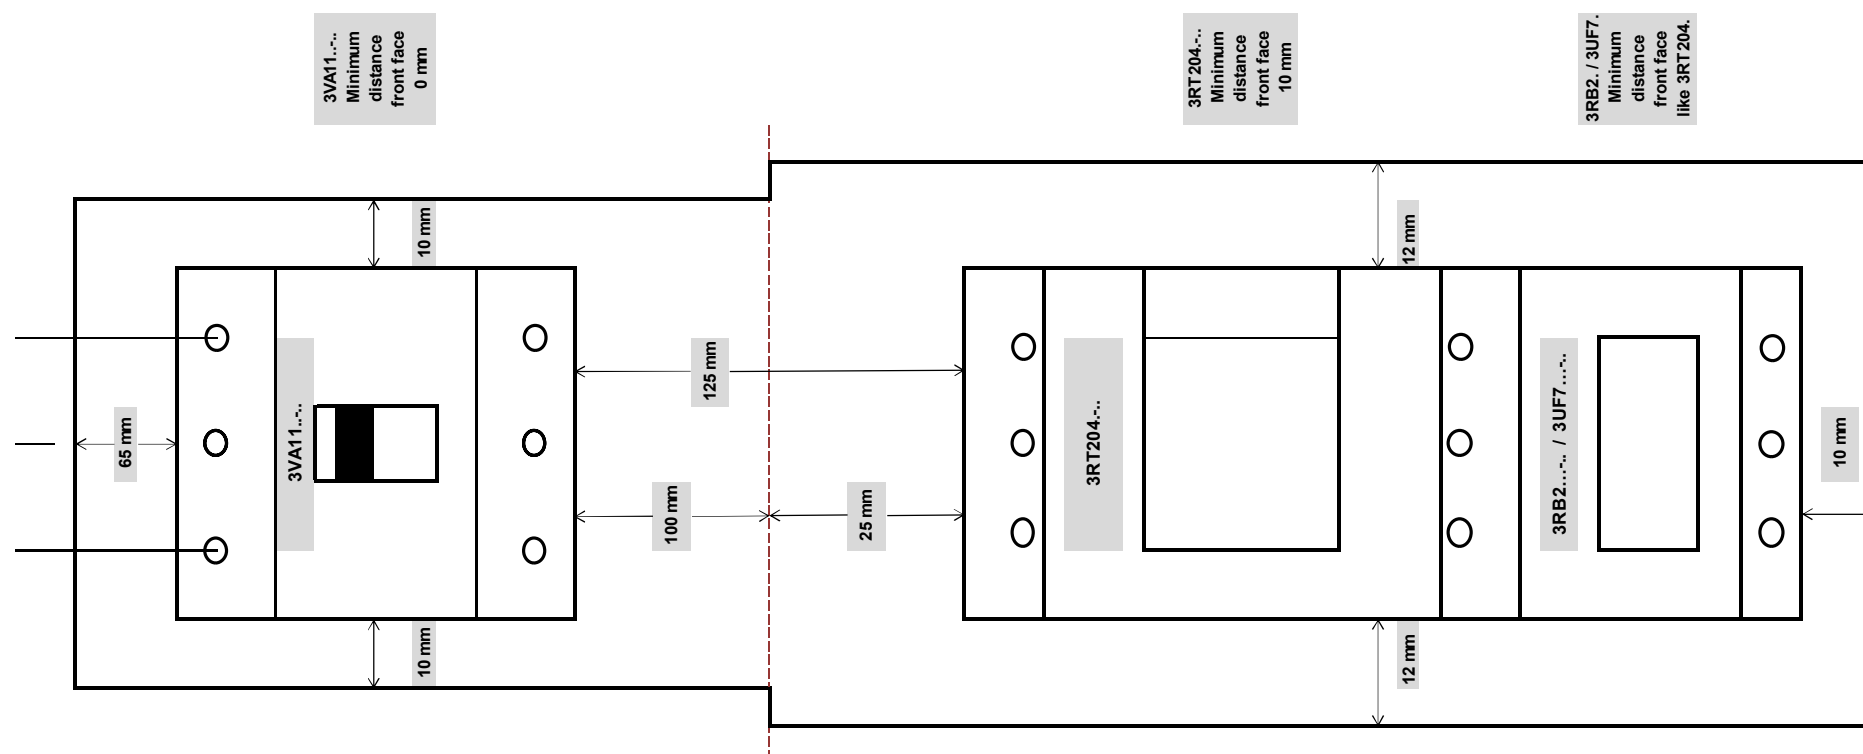 3VA11..-..
Minimum
distance
front face
0 mm
3RT204.-..
Minimum
distance
front face
10 mm
3RB2. / 3UF7.
Minimum
distance
front face
like 3RT204.
10 mm
12 mm
125 mm
65 mm
3VA11..-..
3RT204.-..
3RB2...-.. / 3UF7...-..
10 mm
100 mm
25 mm
10 mm
12 mm